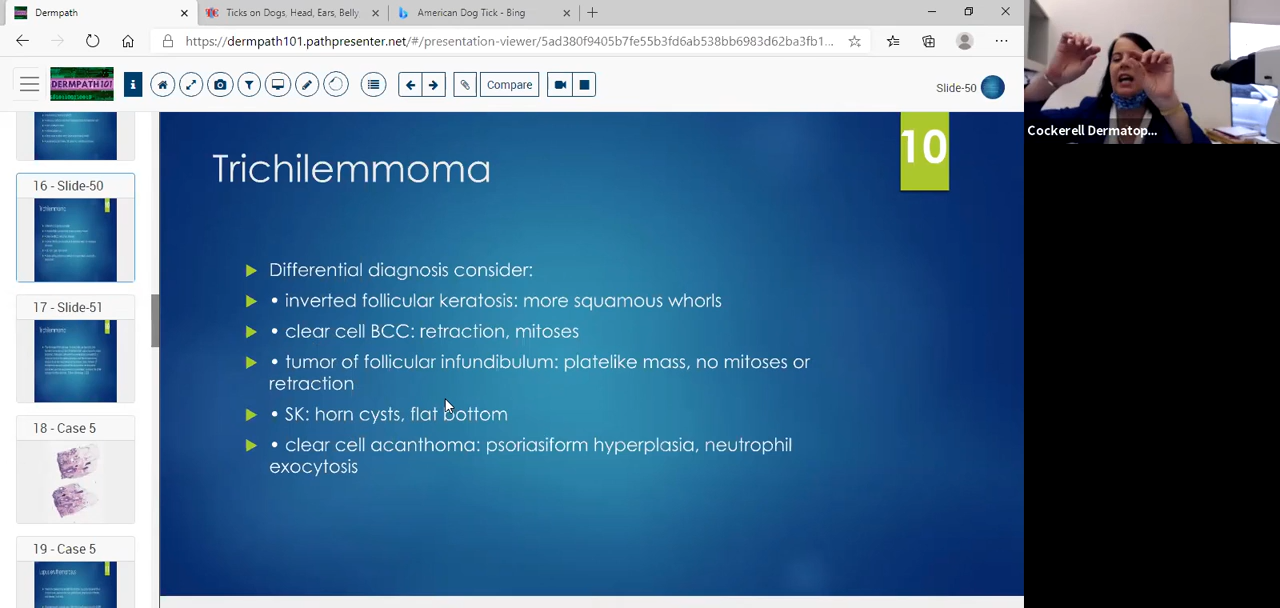 Dermpath
Ticks on Dogs, Head, Ears, Belly
American Dog Tick - Bing
https://dermpath101.pathpresenter.net/#/presentation-viewer/5ad380f9405b7fe55b3fd6ab538bb6983d62ba3fb1...
DERMPATH 101
i
Compare
Slide-50
Cockerell Dermatop...
16 - Slide-50
17 - Slide-51
18 - Case 5
19 - Case 5
10
Trichilemmoma
Differential diagnosis consider:
• inverted follicular keratosis: more squamous whorls
• clear cell BCC: retraction, mitoses
• tumor of follicular infundibulum: platelike mass, no mitoses or
retraction
• SK: horn cysts, flat bottom
• clear cell acanthoma: psoriasiform hyperplasia, neutrophil
exocytosis